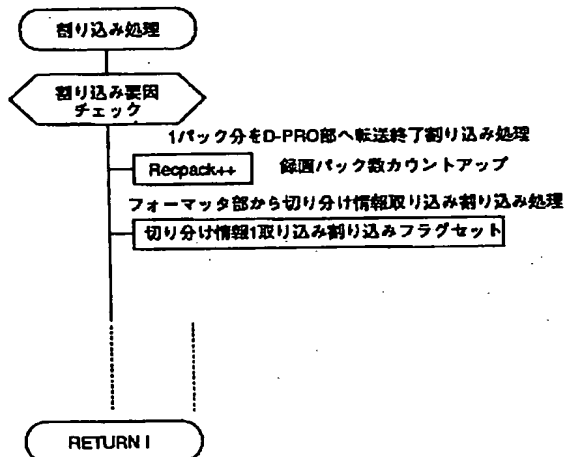 割り込み処理
割り込み要因
チェック
1パック分をD-PRO部へ転送終了割り込み処理
Recpack++ 録画パック数カウントアップ
フォーマッタ部から切り分け情報取り込み割り込み処理
切り分け情報1取り込み割り込みフラグセット
RETURN I